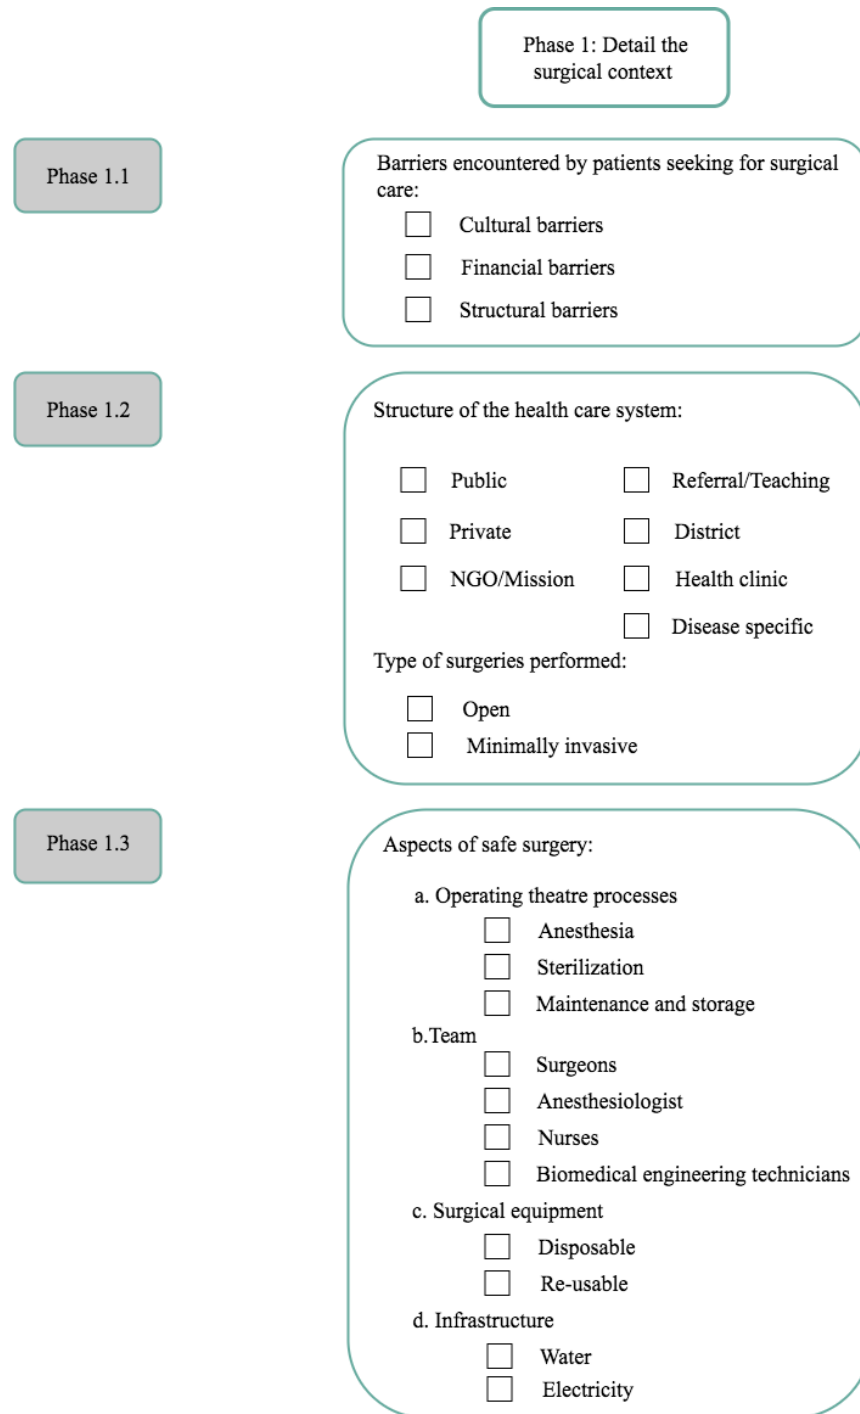 Phase 1: Detail the
surgical context
Phase 1.1
Barriers encountered by patients seeking for surgical
care:
Cultural barriers
Financial barriers
Structural barriers
Phase 1.2
Structure of the health care system:
Public
Referral/Teaching
Private
District
NGO/Mission
Health clinic
Disease specific
Type of surgeries performed:
Open
Minimally invasive
Phase 1.3
Aspects of safe surgery:
a. Operating theatre processes
Anesthesia
Sterilization
Maintenance and storage
b.Team
Surgeons
Anesthesiologist
Nurses
Biomedical engineering technicians
c. Surgical equipment
Disposable
Re-usable
d. Infrastructure
Water
Electricity